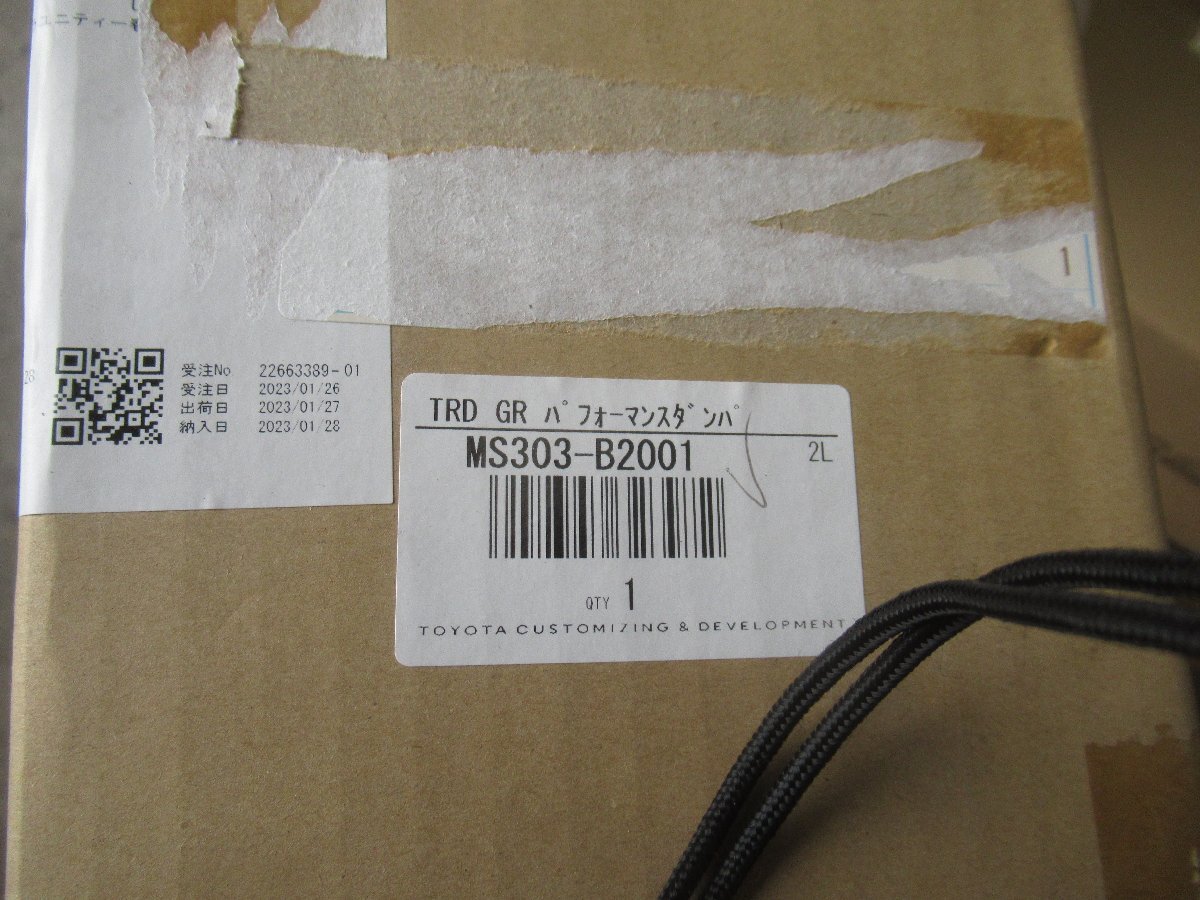 ユニティー
28
受注No 22663389-01
受注日 2023/01/26
出荷日 2023/01/27
納入日 2023/01/28
1
TRD GR パフォーマンスダンパ
MS303-B2001
2L
QTY 1
TOYOTA CUSTOMIZING & DEVELOPMENT